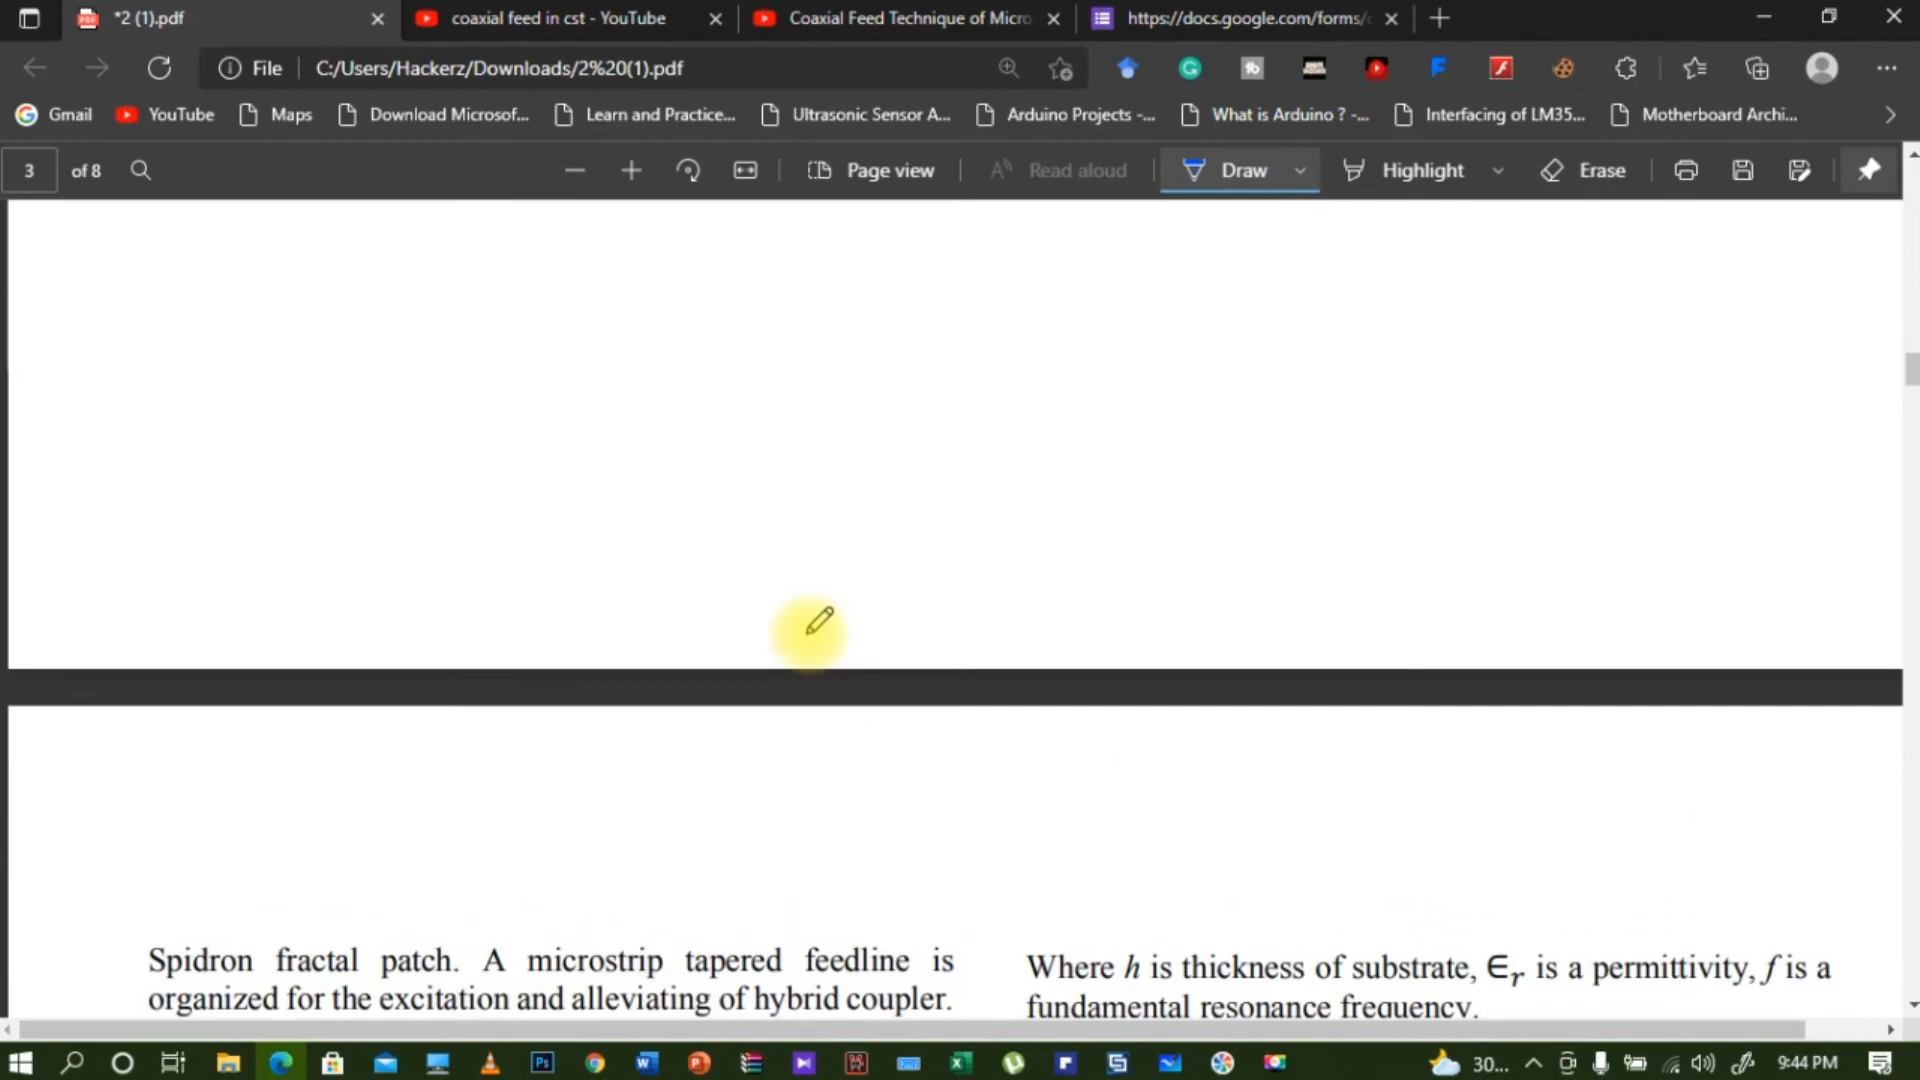 *2 (1).pdf
coaxial feed in cst - YouTube
Coaxial Feed Technique of Micro
https://docs.google.com/forms/
File
C:/Users/Hackerz/Downloads/2%20(1).pdf
Gmail
YouTube
Maps
Download Microsof...
Learn and Practice...
Ultrasonic Sensor A...
Arduino Projects -...
What is Arduino ? -...
Interfacing of LM35...
Motherboard Archi...
3 of 8
Page view
Read aloud
Draw
Highlight
Erase
Spidron fractal patch. A microstrip tapered feedline is
organized for the excitation and alleviating of hybrid coupler.
Where h is thickness of substrate, ∈r is a permittivity, f is a
fundamental resonance frequency.
30...
9:44 PM